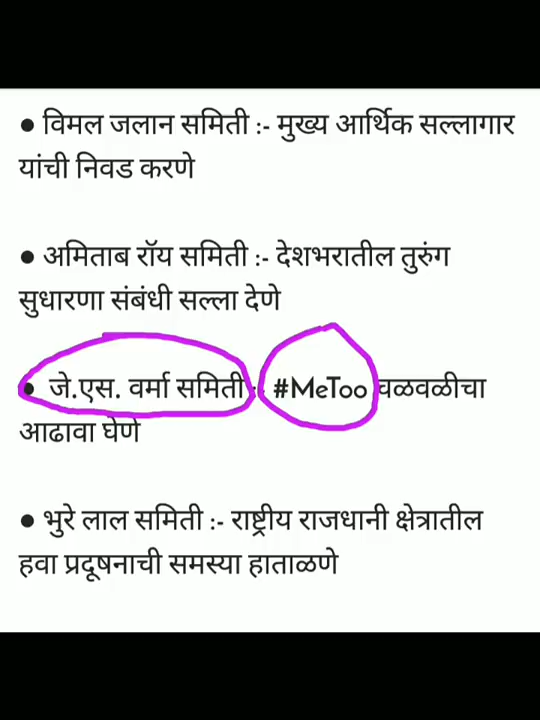 ● विमल जलान समिती :- मुख्य आर्थिक सल्लागार
यांची निवड करणे
● अमिताब रॉय समिती :- देशभरातील तुरुंग
सुधारणा संबंधी सल्ला देणे
● जे.एस. वर्मा समिती :- #MeToo चळवळीचा
आढावा घेणे
● भुरे लाल समिती :- राष्ट्रीय राजधानी क्षेत्रातील
हवा प्रदूषनाची समस्या हाताळणे